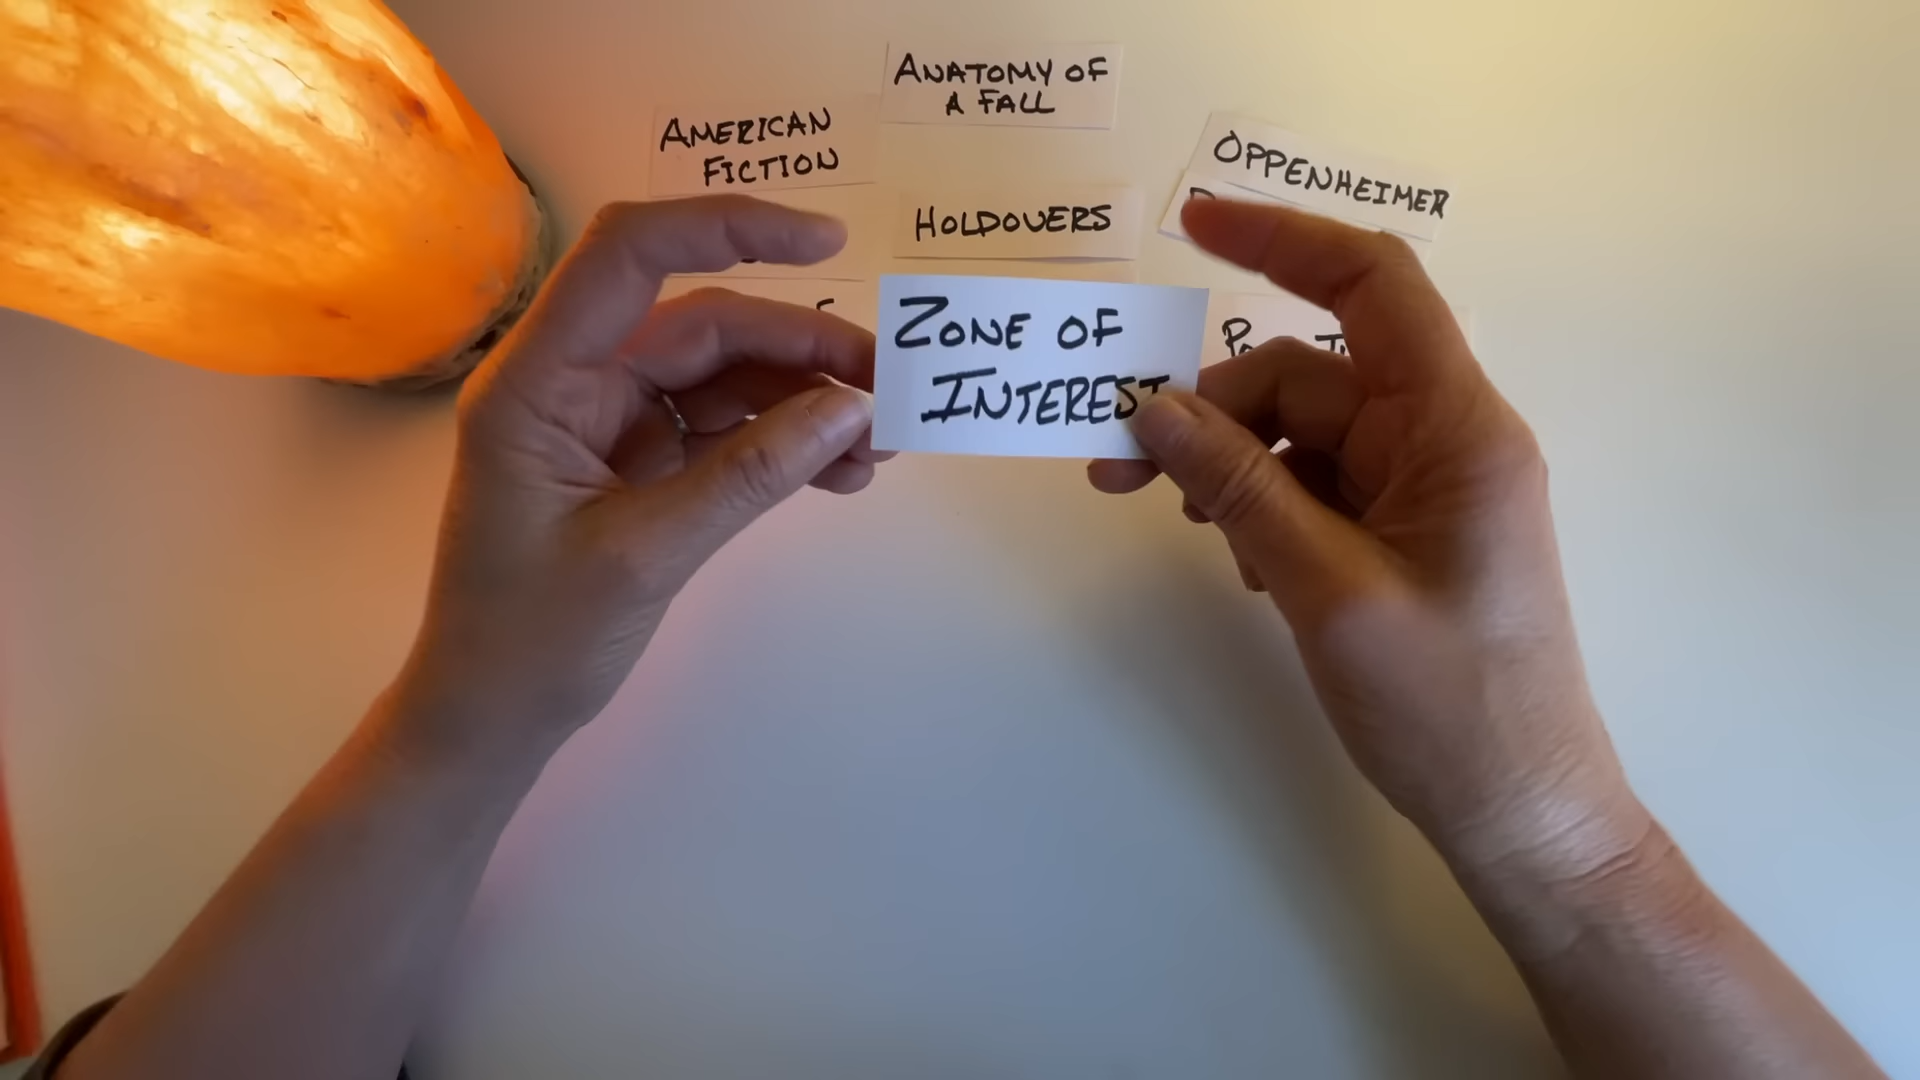 ANATOMY OF
A FALL
AMERICAN
FICTION
OPPENHEIMER
HOLDOVERS
ZONE OF
INTEREST